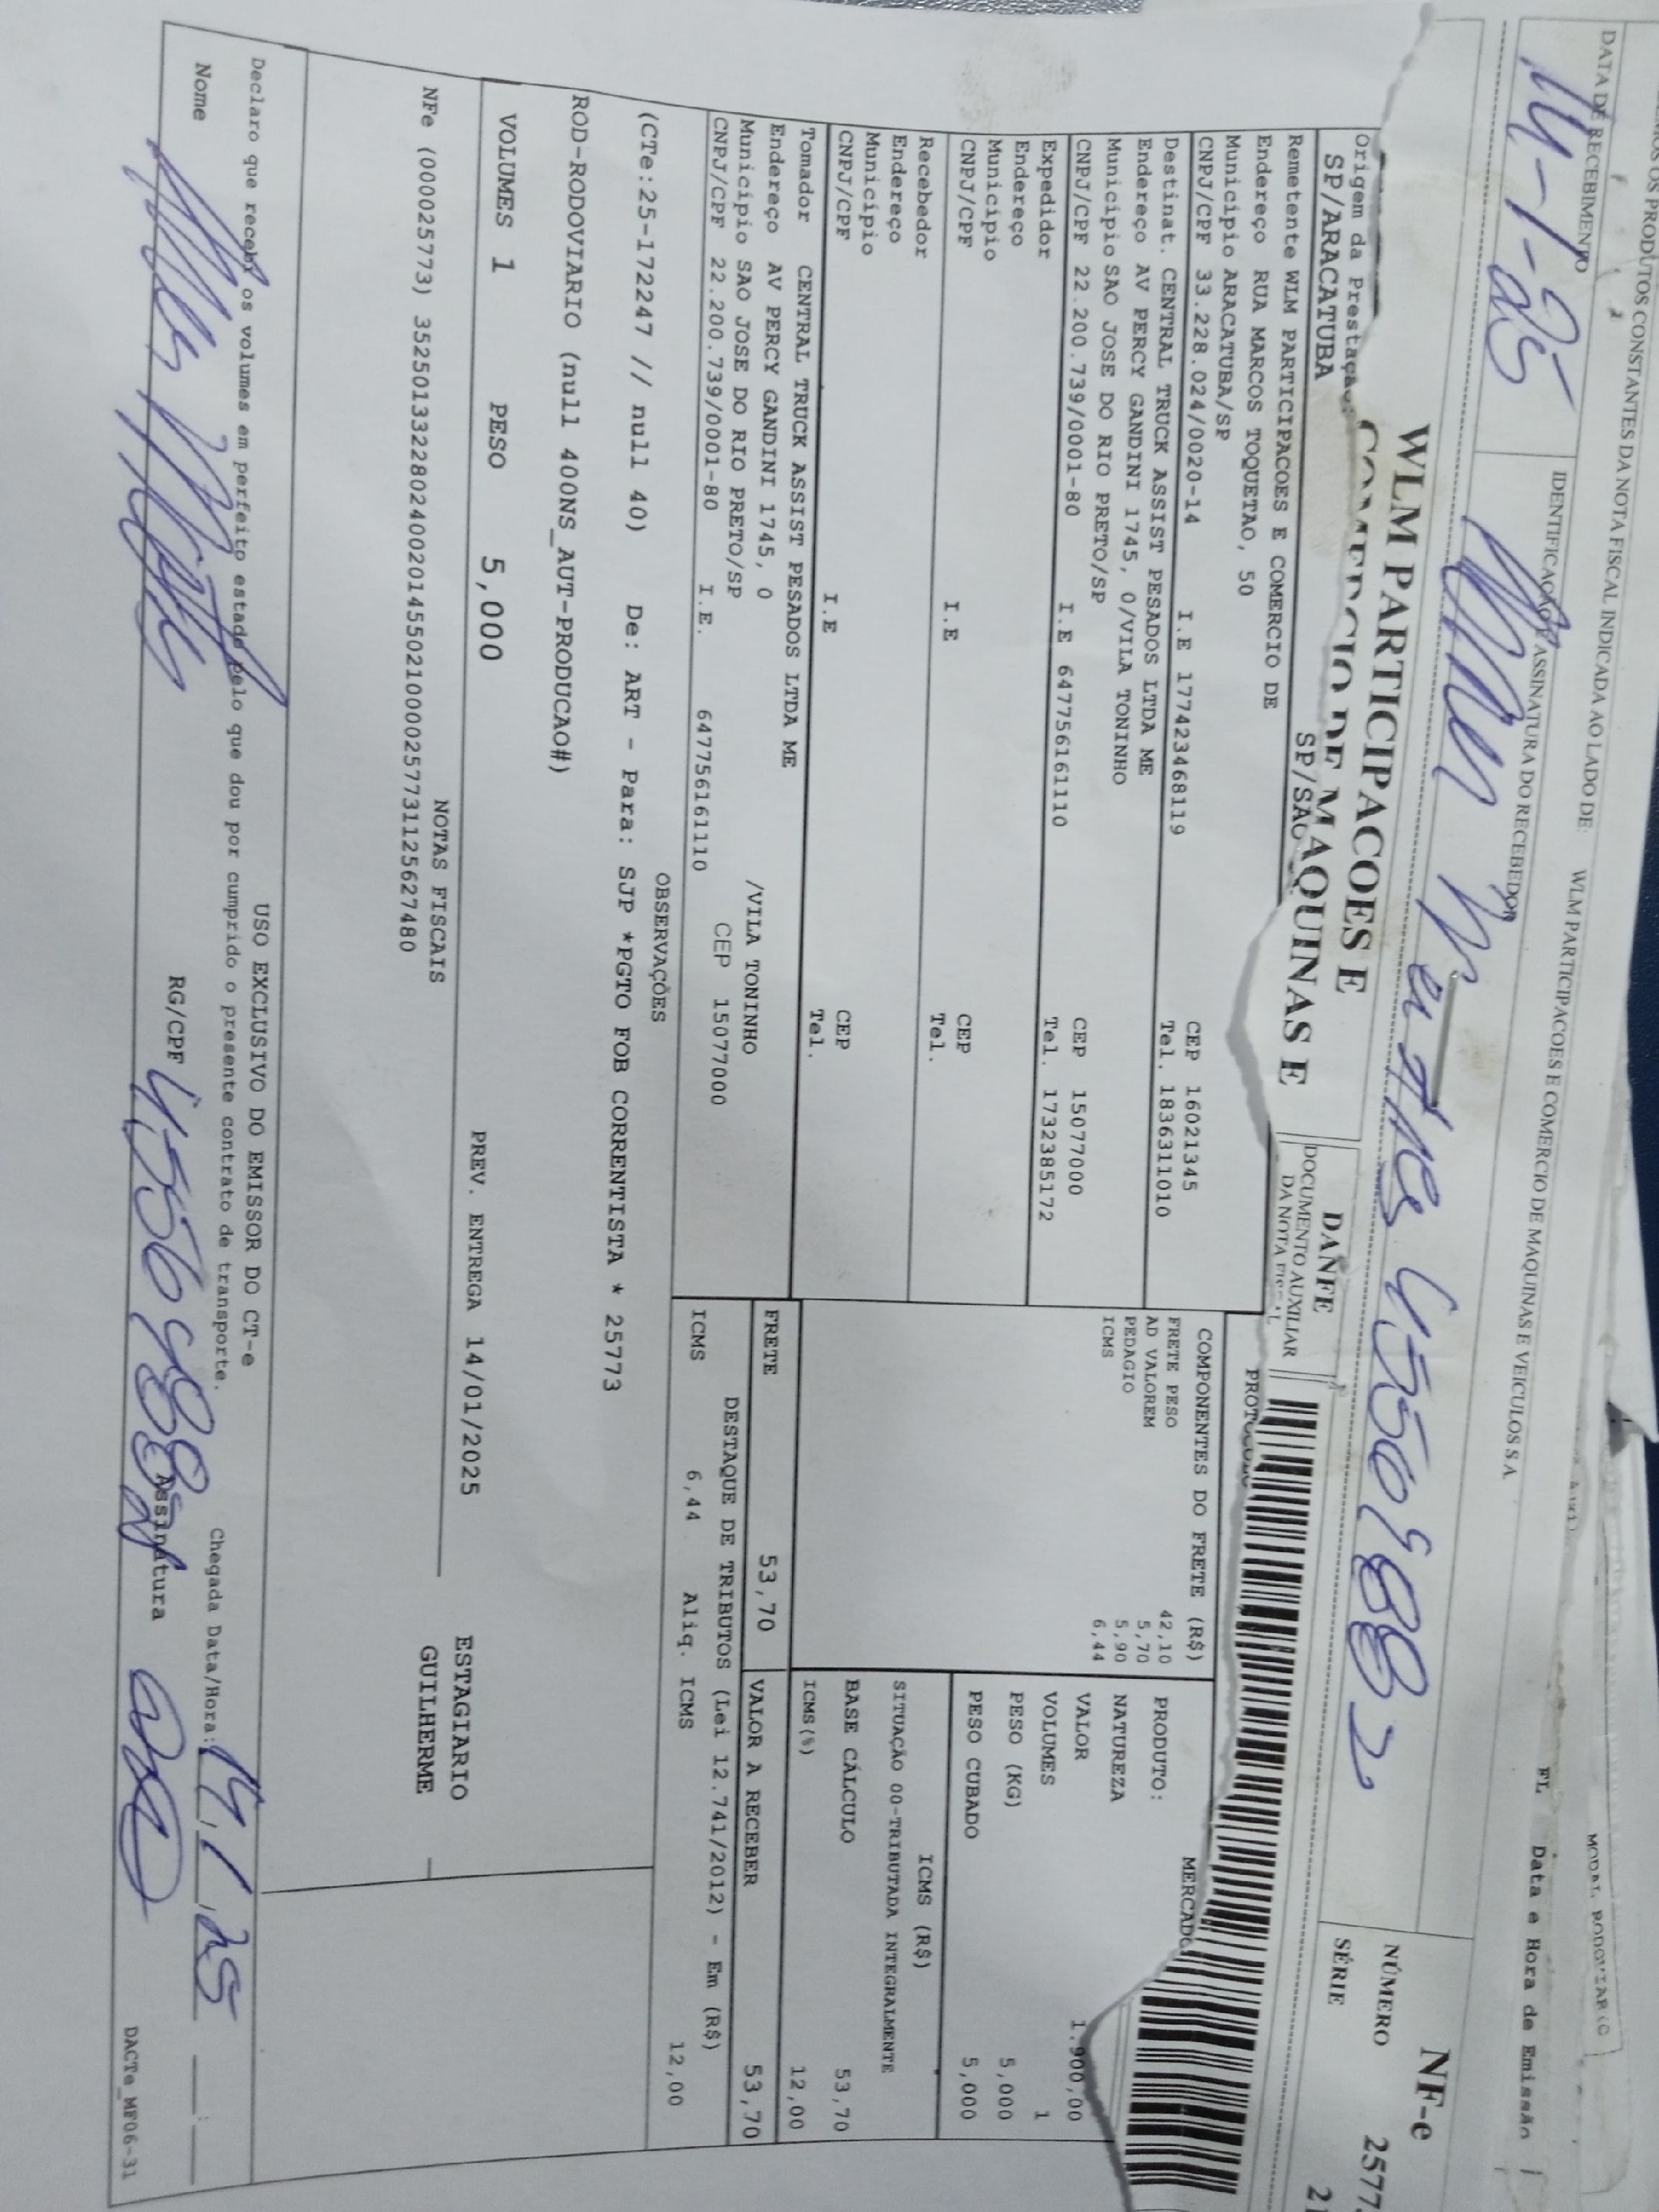 OS PRODUTOS CONSTANTES DA NOTA FISCAL INDICADA AO LADO DE: WLM PARTICIPACOES E COMERCIO DE MAQUINAS E VEICULOS S A
DATA DE RECEBIMENTO
IDENTIFICAÇÃO E ASSINATURA DO RECEBEDOR
FL
Data e Hora de Emissão
14-1-25
NF-e
NÚMERO 2577
SÉRIE 21
WLM PARTICIPACOES E
COMERCIO DE MAQUINAS E
DANFE
DOCUMENTO AUXILIAR
DA NOTA FISCAL
Origem da Prestação:
SP/ARACATUBA
SP/SAO
Remetente WLM PARTICIPACOES E COMERCIO DE
Endereço RUA MARCOS TOQUETAO, 50
Município ARACATUBA/SP
CEP 16021345
CNPJ/CPF 33.228.024/0020-14 I.E 177423468119 Tel. 1836311010
Destinat. CENTRAL TRUCK ASSIST PESADOS LTDA ME
Endereço AV PERCY GANDINI 1745, 0/VILA TONINHO
Município SAO JOSE DO RIO PRETO/SP CEP 15077000
CNPJ/CPF 22.200.739/0001-80 I.E 647756161110 Tel. 1732385172
Expedidor
Endereço
Município CEP
CNPJ/CPF I.E Tel.
Recebedor
Endereço
Município CEP
CNPJ/CPF I.E Tel.
Tomador CENTRAL TRUCK ASSIST PESADOS LTDA ME
Endereço AV PERCY GANDINI 1745, 0 /VILA TONINHO
Município SAO JOSE DO RIO PRETO/SP CEP 15077000
CNPJ/CPF 22.200.739/0001-80 I.E. 647756161110
COMPONENTES DO FRETE (R$)
FRETE PESO 42,10
AD VALOREM 5,70
PEDAGIO 5,90
ICMS 6,44
PRODUTO:
NATUREZA
VALOR 1.900,00
VOLUMES 1
PESO (KG) 5,000
PESO CUBADO 5,000
ICMS (R$)
SITUAÇÃO 00-TRIBUTADA INTEGRALMENTE
BASE CÁLCULO 53,70
ICMS(%) 12,00
FRETE 53,70
VALOR A RECEBER 53,70
DESTAQUE DE TRIBUTOS (Lei 12.741/2012) - Em (R$)
ICMS 6,44 Aliq. ICMS 12,00
OBSERVAÇÕES
(CTe:25-172247 // null 40) De: ART - Para: SJP *PGTO FOB CORRENTISTA * 25773
ROD-RODOVIARIO (null 400NS_AUT-PRODUCAO#)
VOLUMES 1 PESO 5,000 PREV. ENTREGA 14/01/2025
ESTAGIARIO
GUILHERME
NOTAS FISCAIS
NFe (000025773) 35250133228024002014550210000257731125627480
USO EXCLUSIVO DO EMISSOR DO CT-e
Declaro que recebi os volumes em perfeito estado pelo que dou por cumprido o presente contrato de transporte.
Chegada Data/Hora: 14/1/25
Nome
RG/CPF
Assinatura
DACTe_MF06-31